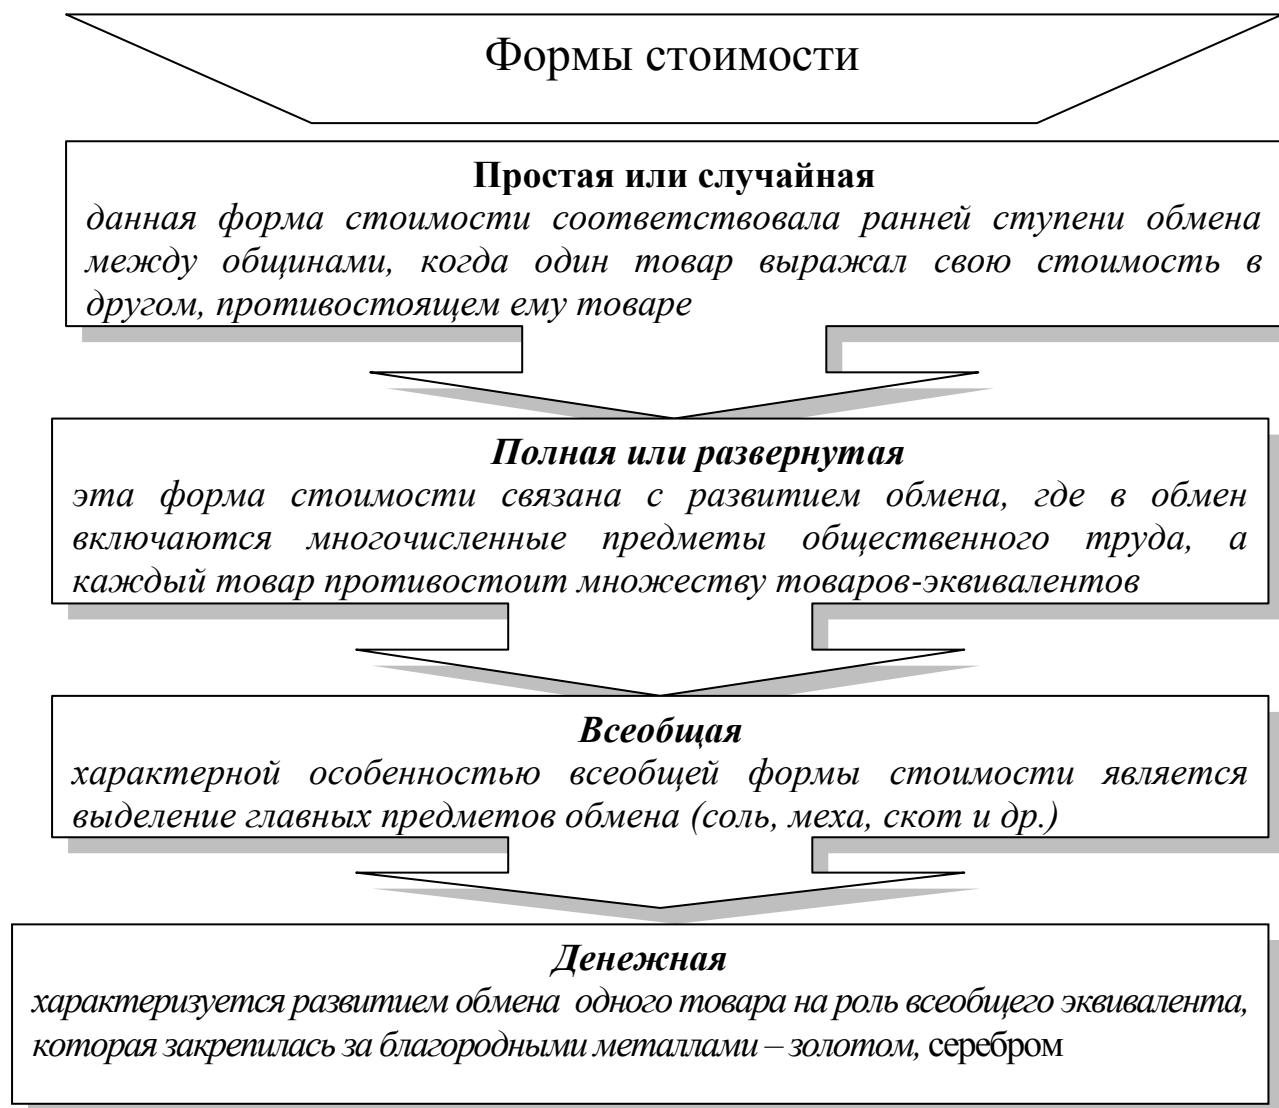 Формы стоимости
Простая или случайная
данная форма стоимости соответствовала ранней ступени обмена
между общинами, когда один товар выражал свою стоимость в
другом, противостоящем ему товаре
Полная или развернутая
эта форма стоимости связана с развитием обмена, где в обмен
включаются многочисленные предметы общественного труда, а
каждый товар противостоит множеству товаров-эквивалентов
Всеобщая
характерной особенностью всеобщей формы стоимости является
выделение главных предметов обмена (соль, меха, скот и др.)
Денежная
характеризуется развитием обмена одного товара на роль всеобщего эквивалента,
которая закрепилась за благородными металлами – золотом, серебром